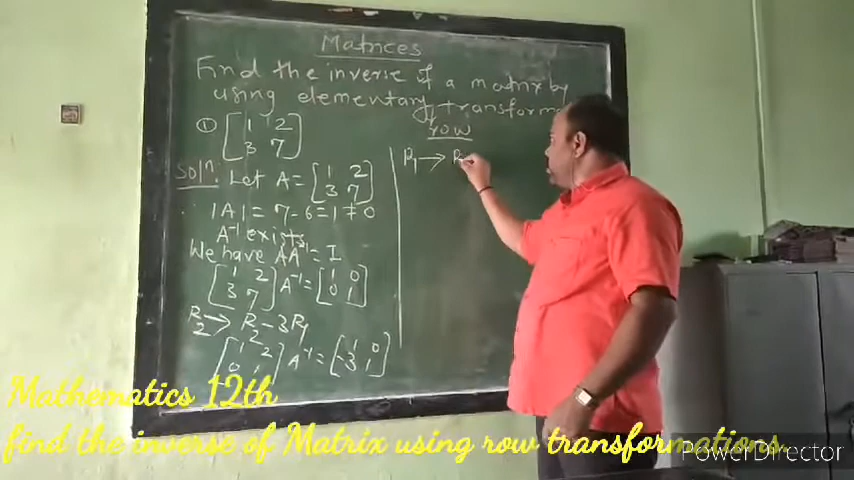 Matrices
Find the inverse of a matrix by
using elementary transforma
row
① [1 2
3 7]
Soln. Let A = [1 2
3 7]
|A| = 7 - 6 = 1 ≠ 0
A⁻¹ exists
We have AA⁻¹ = I
[1 2
3 7] A⁻¹ = [1 0
0 1]
R₂ → R₂ - 3R₁
[1 2
0 1] A⁻¹ = [1 0
-3 1]
R₁ → R
Mathematics 12th
find the inverse of Matrix using row Transformations.
PowerDirector